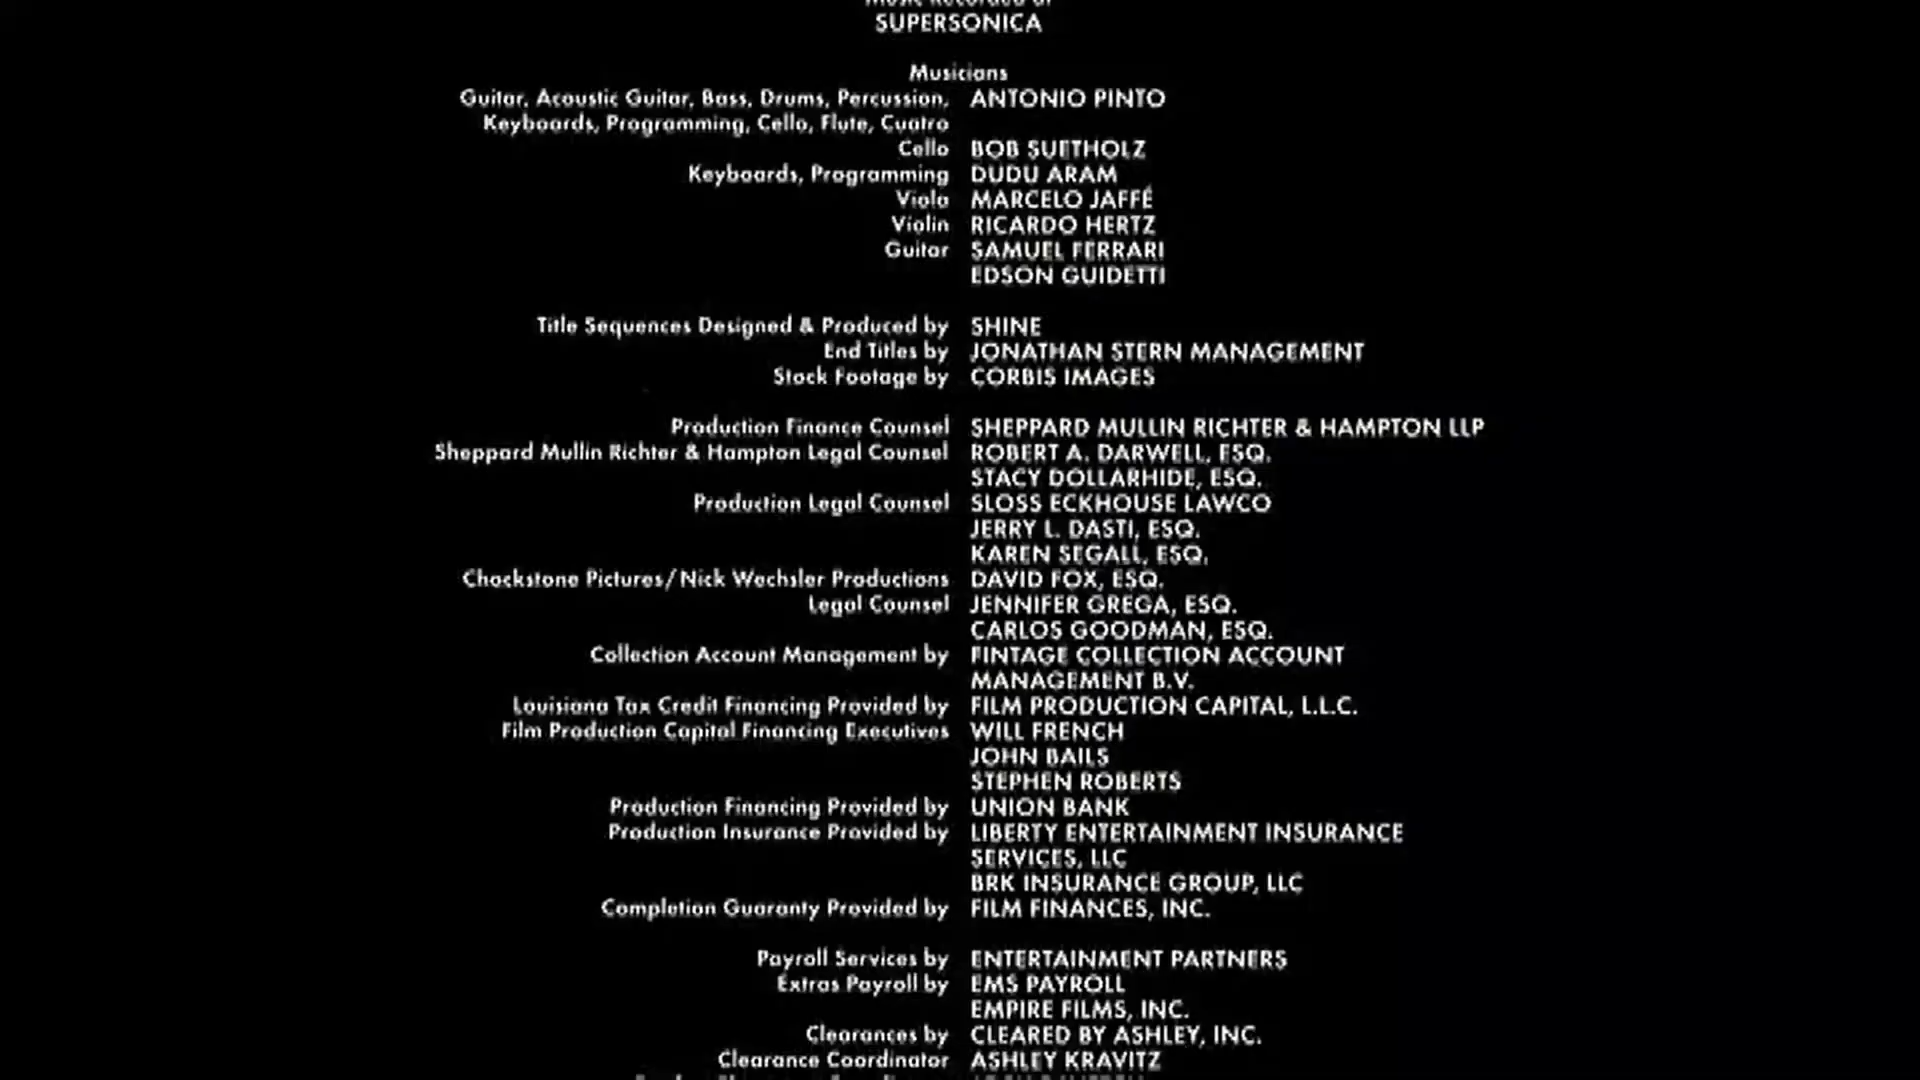 Music Recorded at
SUPERSONICA
Musicians
Guitar, Acoustic Guitar, Bass, Drums, Percussion, ANTONIO PINTO
Keyboards, Programming, Cello, Flute, Cuatro
Cello BOB SUETHOLZ
Keyboards, Programming DUDU ARAM
Viola MARCELO JAFFÉ
Violin RICARDO HERTZ
Guitar SAMUEL FERRARI
EDSON GUIDETTI
Title Sequences Designed & Produced by SHINE
End Titles by JONATHAN STERN MANAGEMENT
Stock Footage by CORBIS IMAGES
Production Finance Counsel SHEPPARD MULLIN RICHTER & HAMPTON LLP
Sheppard Mullin Richter & Hampton Legal Counsel ROBERT A. DARWELL, ESQ.
STACY DOLLARHIDE, ESQ.
Production Legal Counsel SLOSS ECKHOUSE LAWCO
JERRY L. DASTI, ESQ.
KAREN SEGALL, ESQ.
Chockstone Pictures/Nick Wechsler Productions DAVID FOX, ESQ.
Legal Counsel JENNIFER GREGA, ESQ.
CARLOS GOODMAN, ESQ.
Collection Account Management by FINTAGE COLLECTION ACCOUNT
MANAGEMENT B.V.
Louisiana Tax Credit Financing Provided by FILM PRODUCTION CAPITAL, L.L.C.
Film Production Capital Financing Executives WILL FRENCH
JOHN BAILS
STEPHEN ROBERTS
Production Financing Provided by UNION BANK
Production Insurance Provided by LIBERTY ENTERTAINMENT INSURANCE
SERVICES, LLC
BRK INSURANCE GROUP, LLC
Completion Guaranty Provided by FILM FINANCES, INC.
Payroll Services by ENTERTAINMENT PARTNERS
Extras Payroll by EMS PAYROLL
EMPIRE FILMS, INC.
Clearances by CLEARED BY ASHLEY, INC.
Clearance Coordinator ASHLEY KRAVITZ